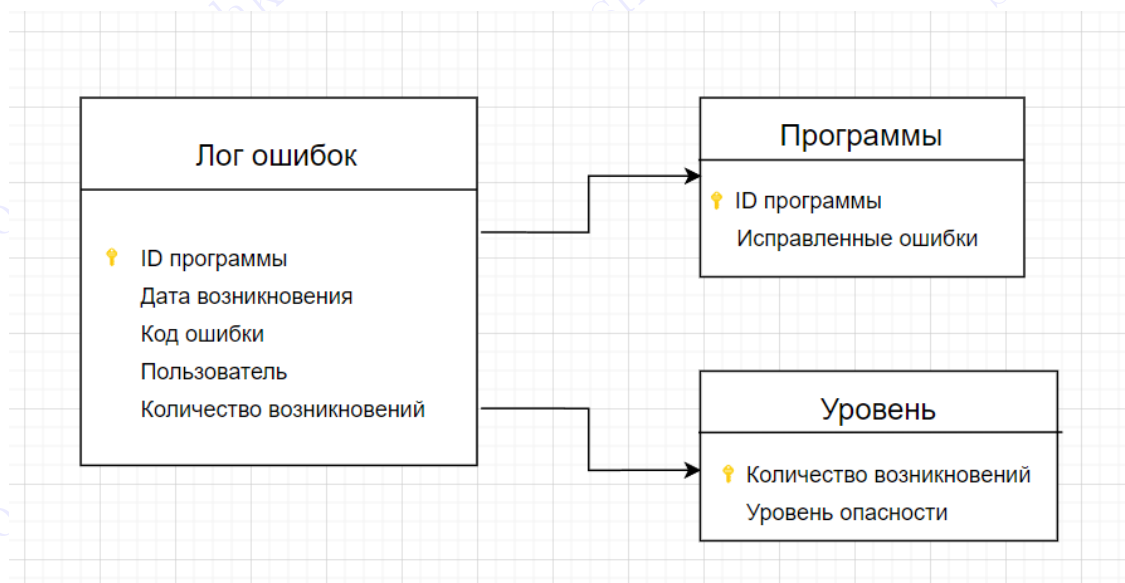 Лог ошибок
ID программы
Дата возникновения
Код ошибки
Пользователь
Количество возникновений
Программы
ID программы
Исправленные ошибки
Уровень
Количество возникновений
Уровень опасности